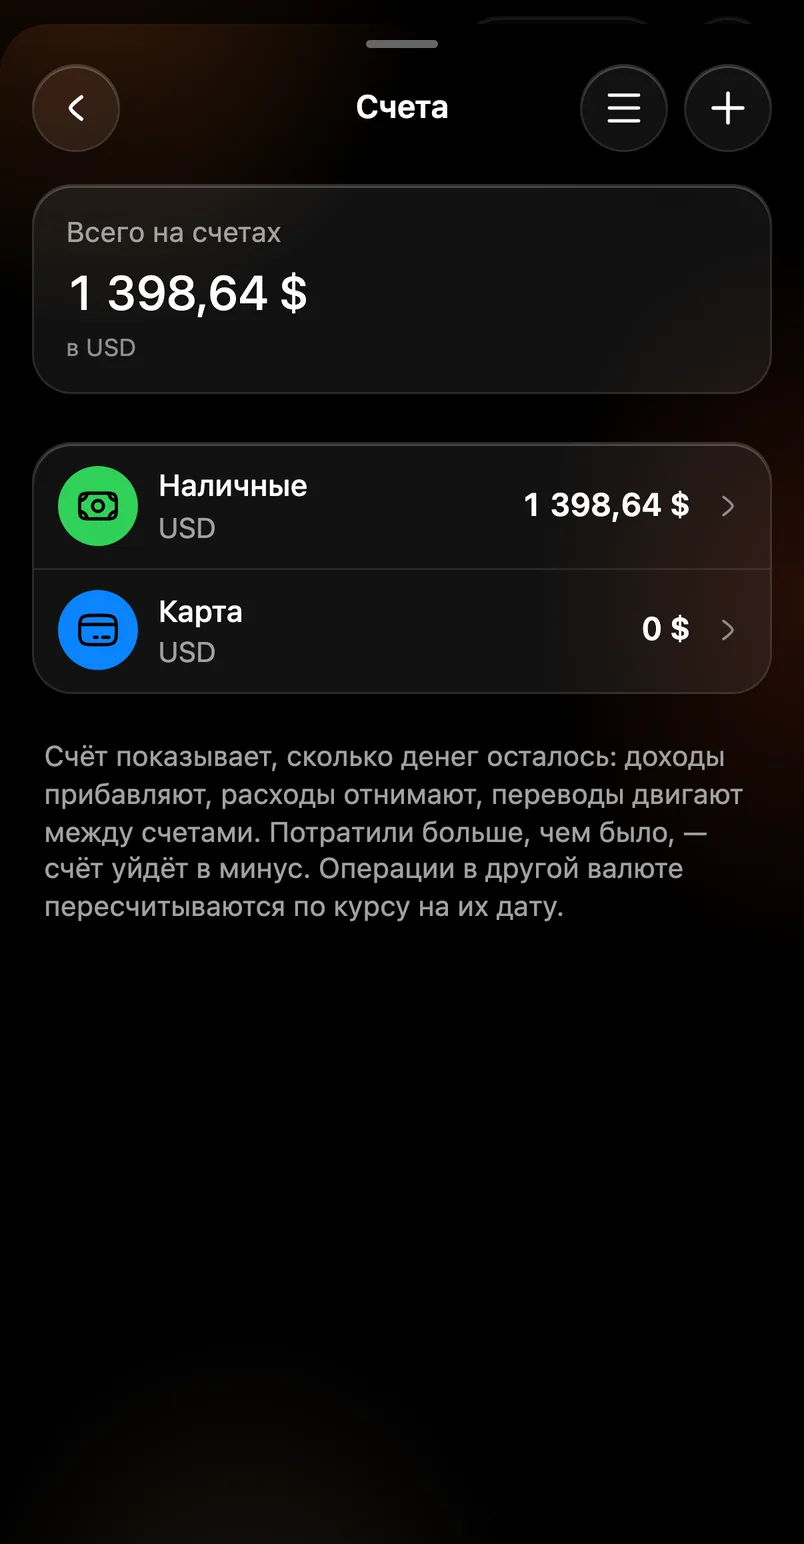 Счета
Всего на счетах
1 398,64 $
в USD
Наличные
USD
1 398,64 $
Карта
USD
0 $
Счёт показывает, сколько денег осталось: доходы
прибавляют, расходы отнимают, переводы двигают
между счетами. Потратили больше, чем было, —
счёт уйдёт в минус. Операции в другой валюте
пересчитываются по курсу на их дату.